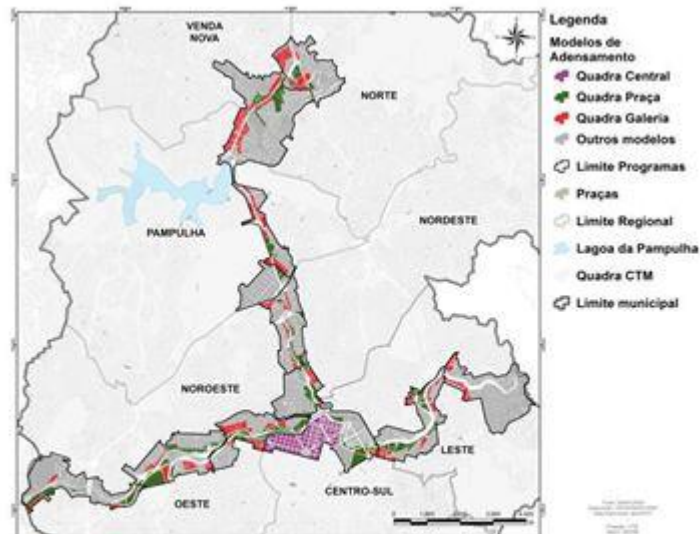 VENDA
NOVA
NORTE
NORDESTE
PAMPULHA
NOROESTE
LESTE
OESTE
CENTRO-SUL
Legenda
Modelos de
Adensamento
Quadra Central
Quadra Praça
Quadra Galeria
Outros modelos
Limite Programas
Praças
Limite Regional
Lagoa da Pampulha
Quadra CTM
Limite municipal